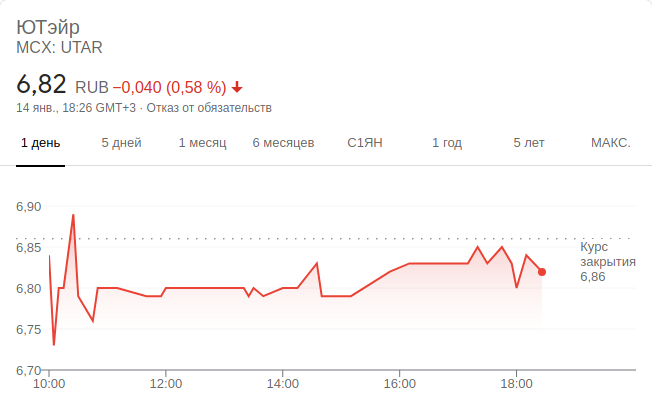 ЮТэйр
MCX: UTAR
6,82 RUB −0,040 (0,58 %)
14 янв., 18:26 GMT+3 · Отказ от обязательств
1 день 5 дней 1 месяц 6 месяцев С1ЯН 1 год 5 лет МАКС.
6,90
6,85
6,80
6,75
6,70
Курс
закрытия
6,86
10:00 12:00 14:00 16:00 18:00